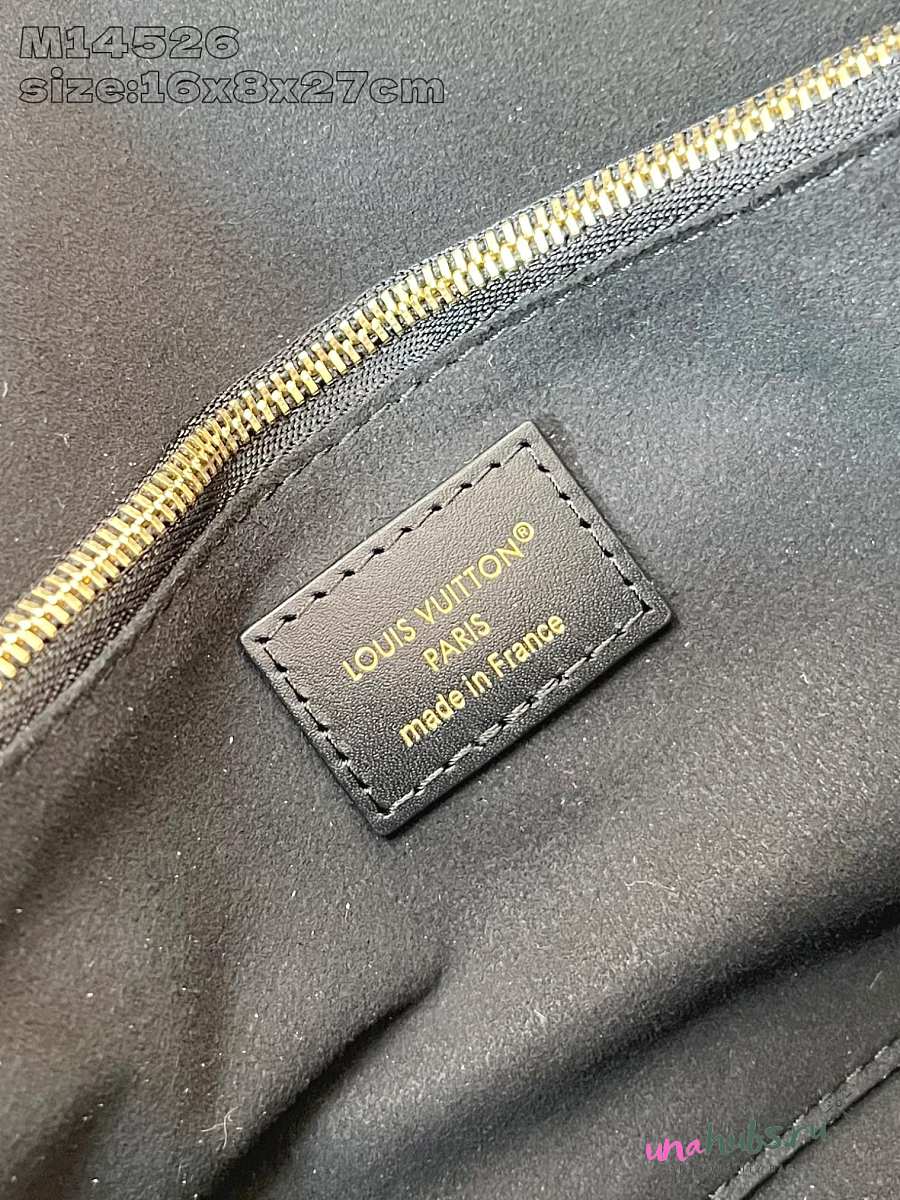 M14526
size:16x8x27cm
LOUIS VUITTON®
PARIS
made in France
unahubs.ru